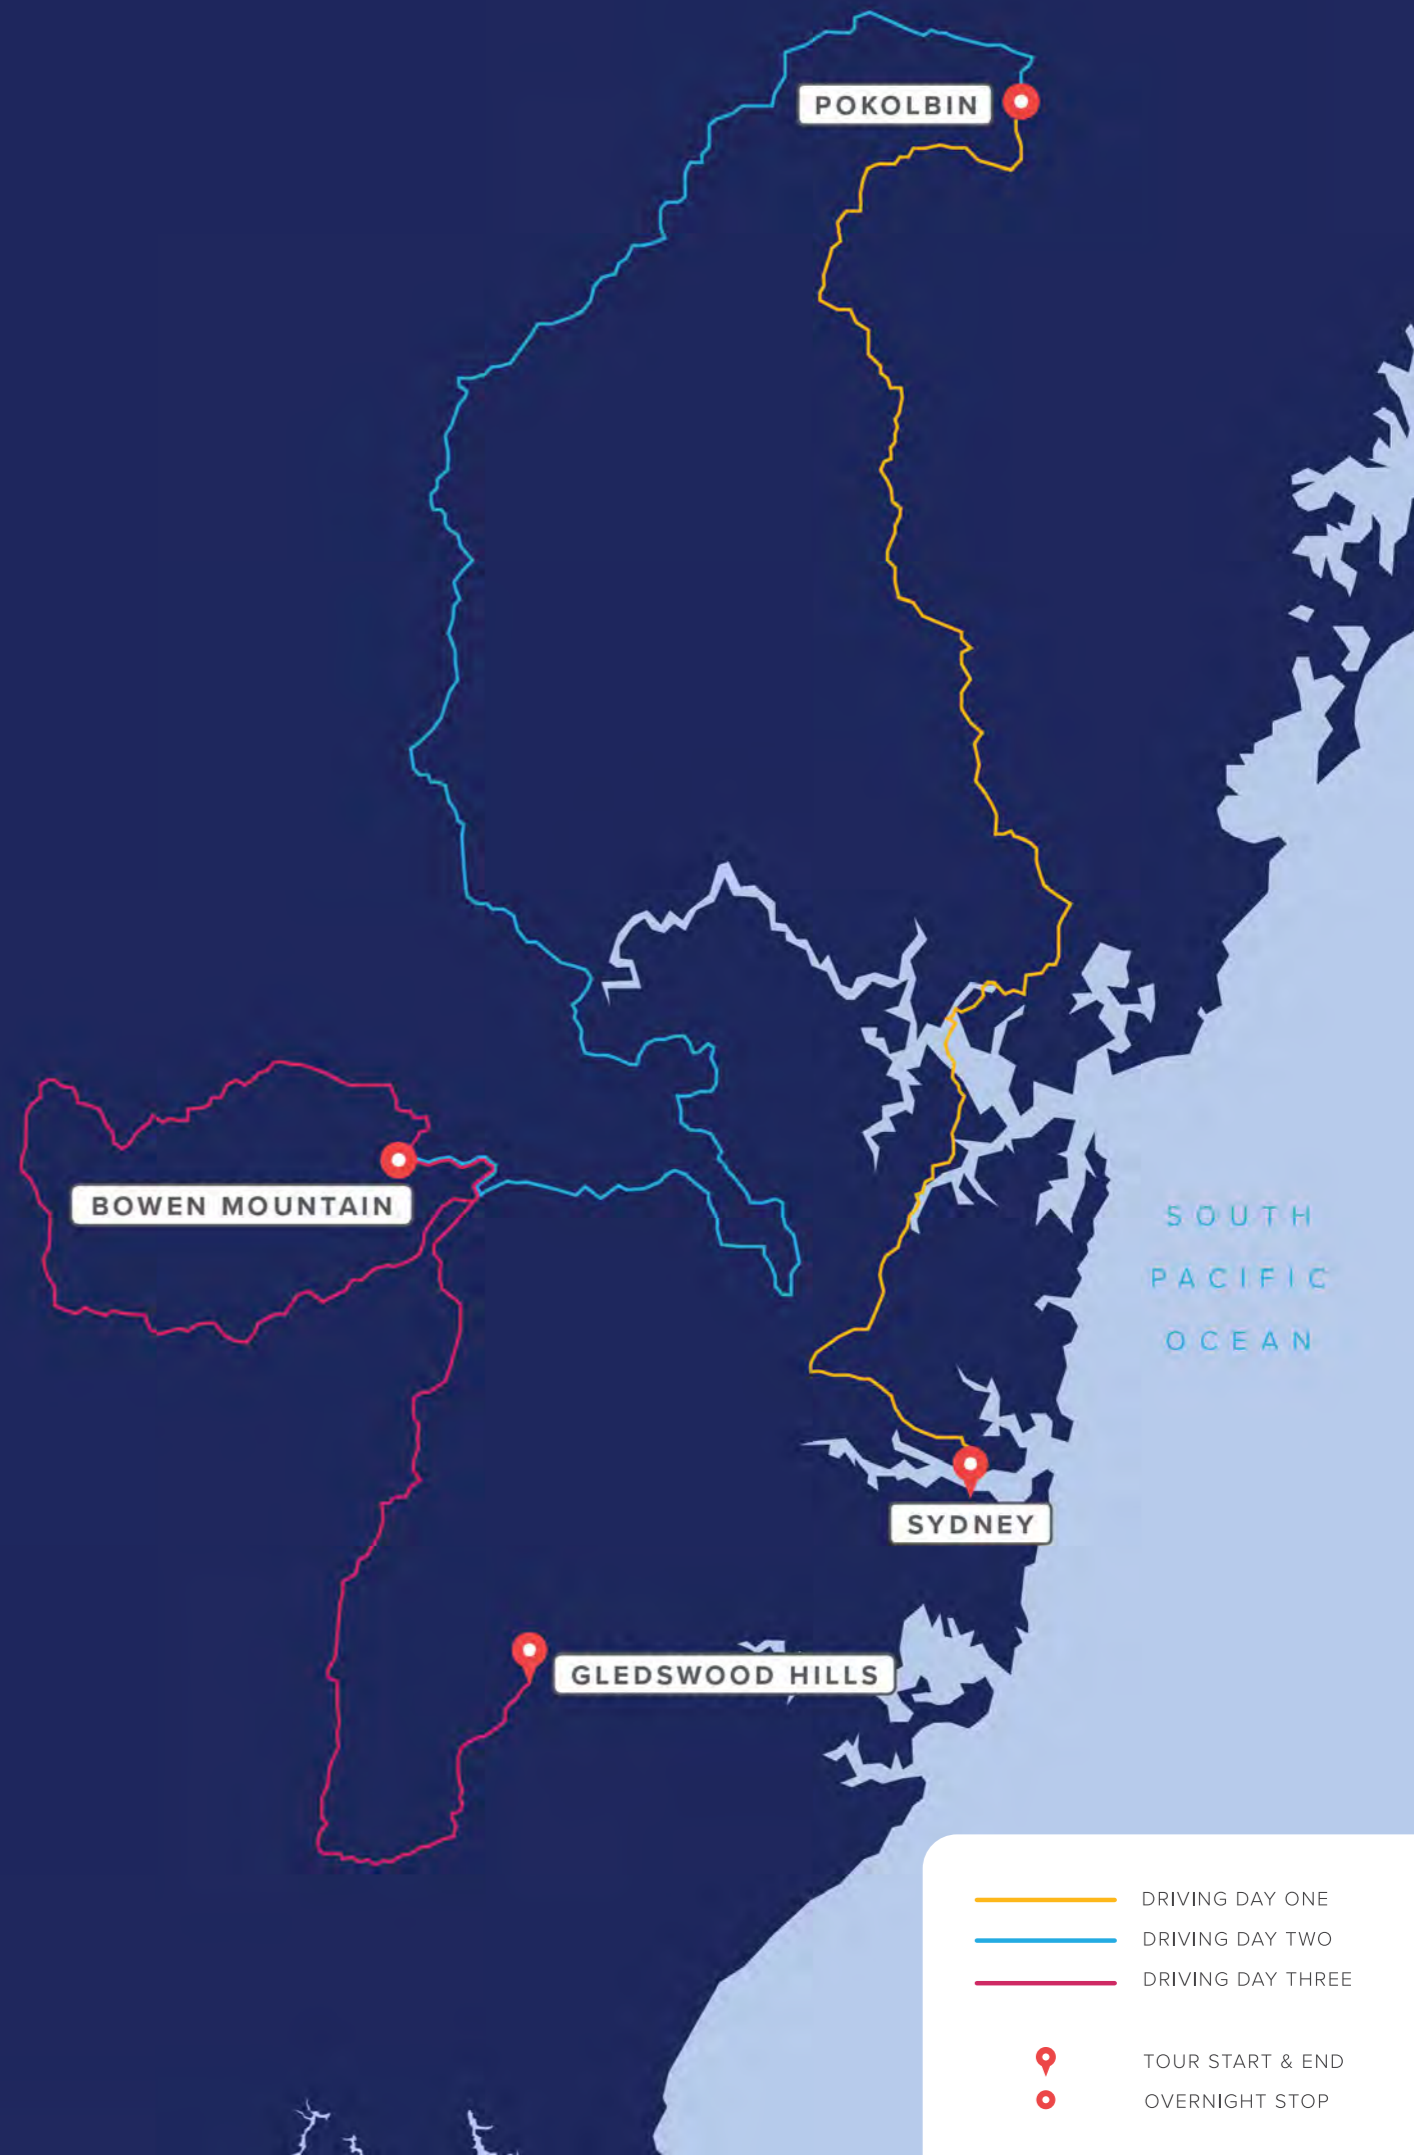 POKOLBIN
BOWEN MOUNTAIN
SOUTH
PACIFIC
OCEAN
SYDNEY
GLEDSWOOD HILLS
DRIVING DAY ONE
DRIVING DAY TWO
DRIVING DAY THREE
TOUR START & END
OVERNIGHT STOP